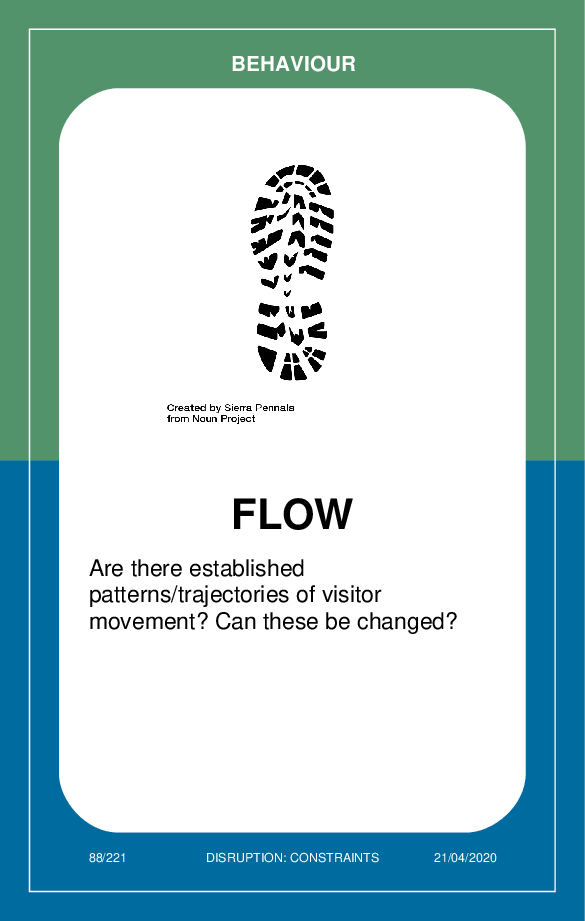 BEHAVIOUR
Created by Sierra Pennala
from Noun Project
FLOW
Are there established
patterns/trajectories of visitor
movement? Can these be changed?
88/221 DISRUPTION: CONSTRAINTS 21/04/2020